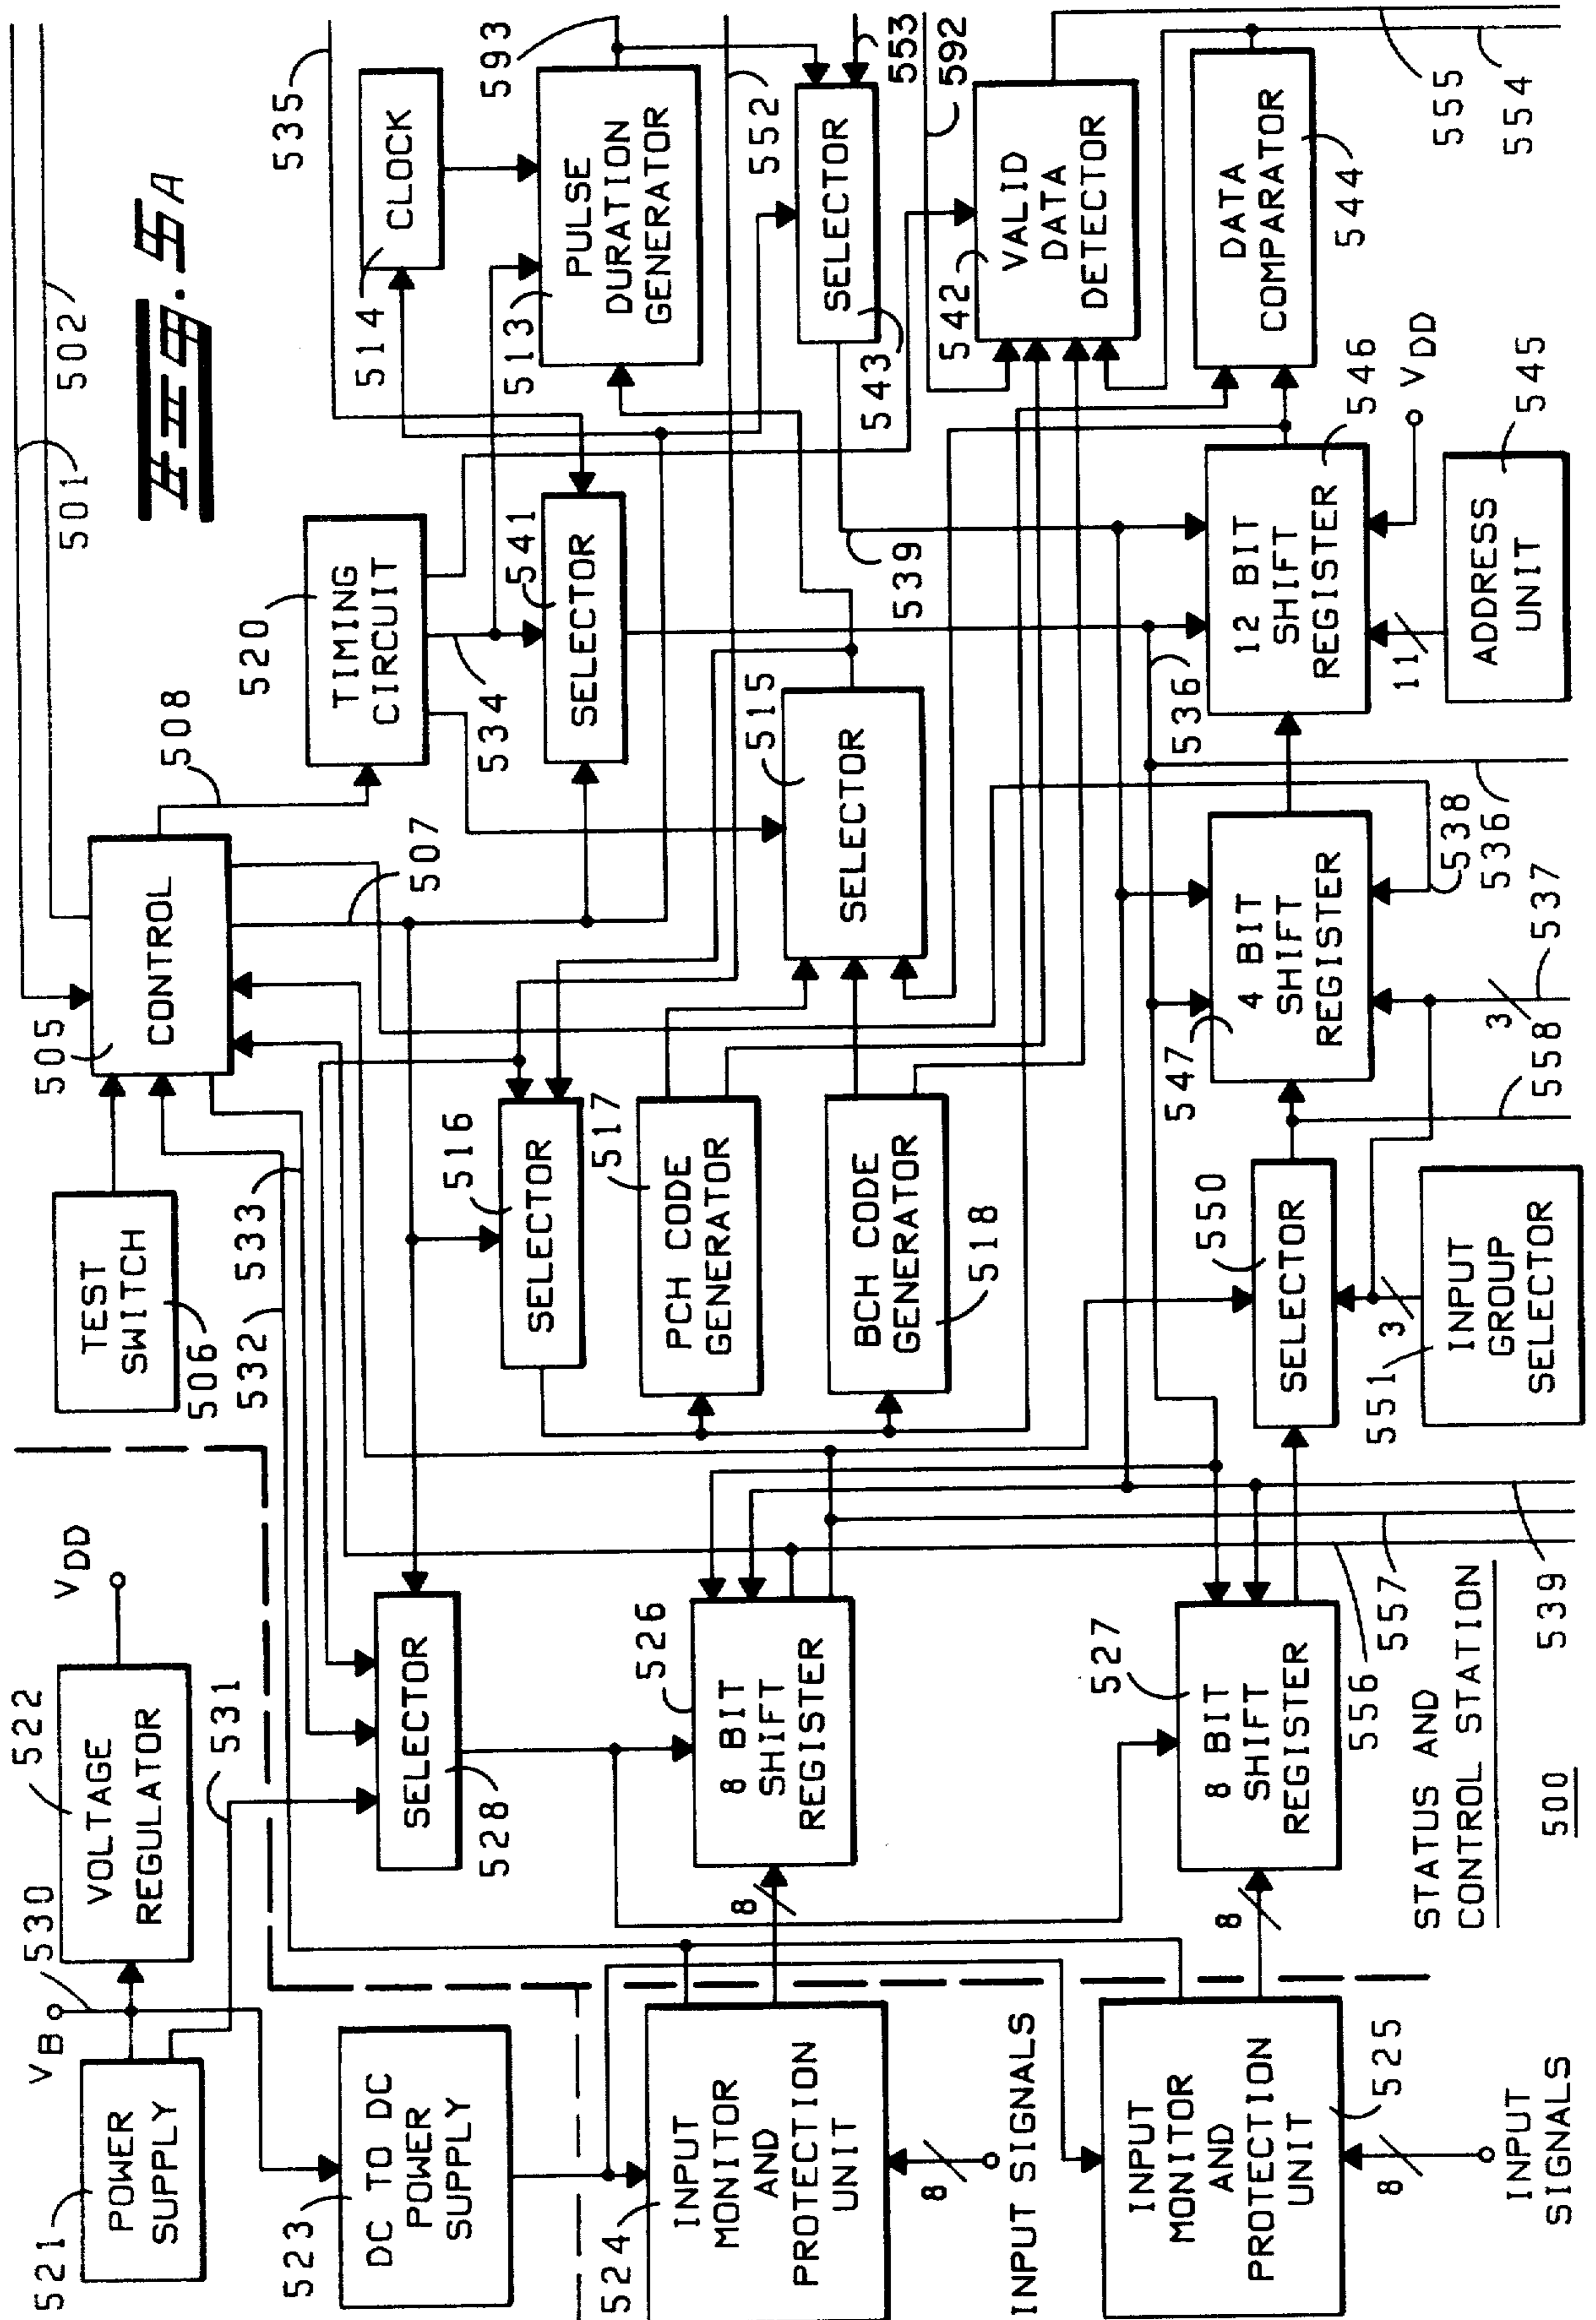 FIG. 5A
501
502
535
593
552
553
592
555
554
514
CLOCK
513
PULSE
DURATION
GENERATOR
SELECTOR
543
542
VALID
DATA
DETECTOR
DATA
COMPARATOR
544
520
TIMING
CIRCUIT
534
541
SELECTOR
539
536
12 BIT
SHIFT
REGISTER
546
VDD
11
ADDRESS
UNIT
545
508
505
CONTROL
507
515
SELECTOR
547
4 BIT
SHIFT
REGISTER
538
536
537
3
558
TEST
SWITCH
506
532
533
516
SELECTOR
517
PCH CODE
GENERATOR
BCH CODE
GENERATOR
518
550
SELECTOR
3
551
INPUT
GROUP
SELECTOR
VDD
522
VOLTAGE
REGULATOR
530
VB
531
SELECTOR
528
526
8 BIT
SHIFT
REGISTER
8
527
8 BIT
SHIFT
REGISTER
8
556
557
539
STATUS AND
CONTROL STATION
500
521
POWER
SUPPLY
523
DC TO DC
POWER
SUPPLY
524
INPUT
MONITOR
AND
PROTECTION
UNIT
8
INPUT SIGNALS
INPUT
MONITOR
AND
PROTECTION
UNIT
525
8
INPUT
SIGNALS